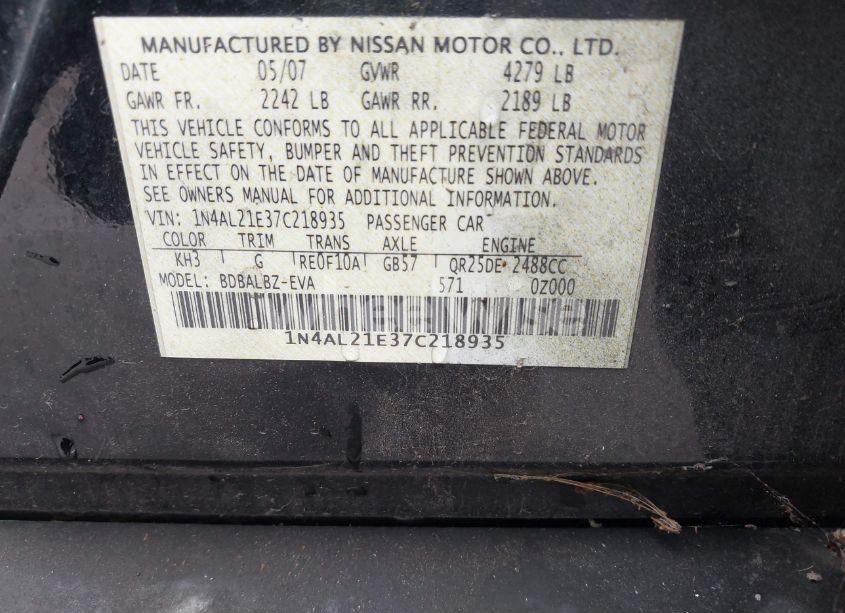 MANUFACTURED BY NISSAN MOTOR CO., LTD.
DATE 05/07 GVWR 4279 LB
GAWR FR. 2242 LB GAWR RR. 2189 LB
THIS VEHICLE CONFORMS TO ALL APPLICABLE FEDERAL MOTOR
VEHICLE SAFETY, BUMPER AND THEFT PREVENTION STANDARDS
IN EFFECT ON THE DATE OF MANUFACTURE SHOWN ABOVE.
SEE OWNERS MANUAL FOR ADDITIONAL INFORMATION.
VIN: 1N4AL21E37C218935 PASSENGER CAR
COLOR TRIM TRANS AXLE ENGINE
KH3 G RE0F10A GB57 QR25DE 2488CC
MODEL: BDBALBZ-EVA 571 0Z000
1N4AL21E37C218935